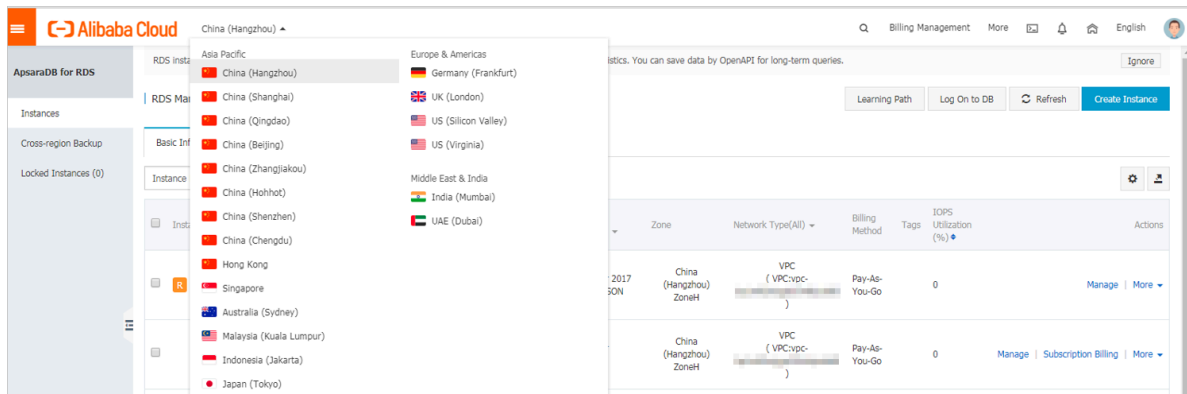 Alibaba Cloud
China (Hangzhou)
Billing Management
More
English
ApsaraDB for RDS
Instances
Cross-region Backup
Locked Instances (0)
Asia Pacific
China (Hangzhou)
China (Shanghai)
China (Qingdao)
China (Beijing)
China (Zhangjiakou)
China (Hohhot)
China (Shenzhen)
China (Chengdu)
Hong Kong
Singapore
Australia (Sydney)
Malaysia (Kuala Lumpur)
Indonesia (Jakarta)
Japan (Tokyo)
Europe & Americas
Germany (Frankfurt)
UK (London)
US (Silicon Valley)
US (Virginia)
Middle East & India
India (Mumbai)
UAE (Dubai)
RDS insta
istics. You can save data by OpenAPI for long-term queries.
Ignore
RDS Mar
Learning Path
Log On to DB
Refresh
Create Instance
Basic Inf
Instance
Insta
Zone
Network Type(All)
Billing
Method
Tags
IOPS
Utilization
(%)
Actions
R
2017
SON
China
(Hangzhou)
ZoneH
VPC
( VPC:vpc-
)
Pay-As-
You-Go
0
Manage | More
China
(Hangzhou)
ZoneH
VPC
( VPC:vpc-
)
Pay-As-
You-Go
0
Manage | Subscription Billing | More